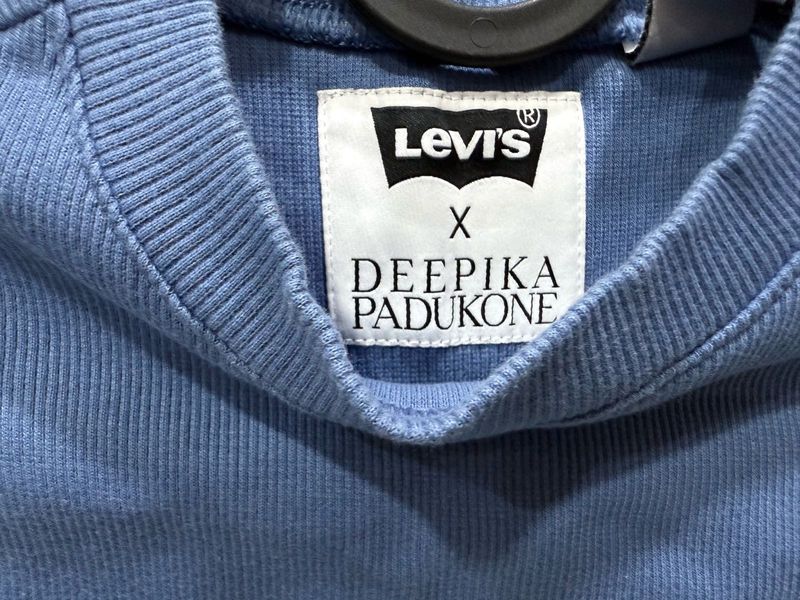 Levi's ®
X
DEEPIKA
PADUKONE